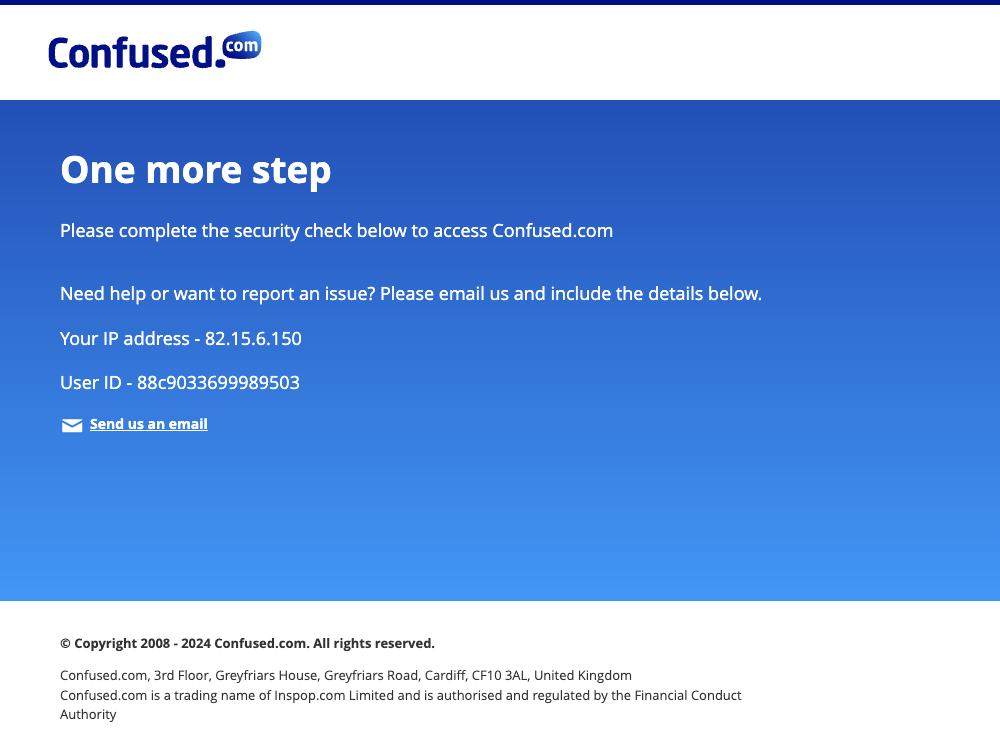 Confused.com
One more step
Please complete the security check below to access Confused.com
Need help or want to report an issue? Please email us and include the details below.
Your IP address - 82.15.6.150
User ID - 88c9033699989503
Send us an email
© Copyright 2008 - 2024 Confused.com. All rights reserved.
Confused.com, 3rd Floor, Greyfriars House, Greyfriars Road, Cardiff, CF10 3AL, United Kingdom
Confused.com is a trading name of Inspop.com Limited and is authorised and regulated by the Financial Conduct
Authority